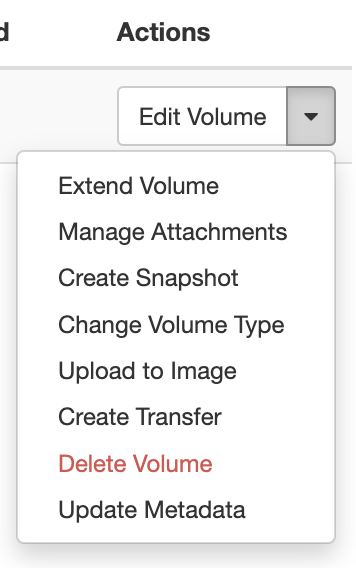 d
Actions
Edit Volume
Extend Volume
Manage Attachments
Create Snapshot
Change Volume Type
Upload to Image
Create Transfer
Delete Volume
Update Metadata